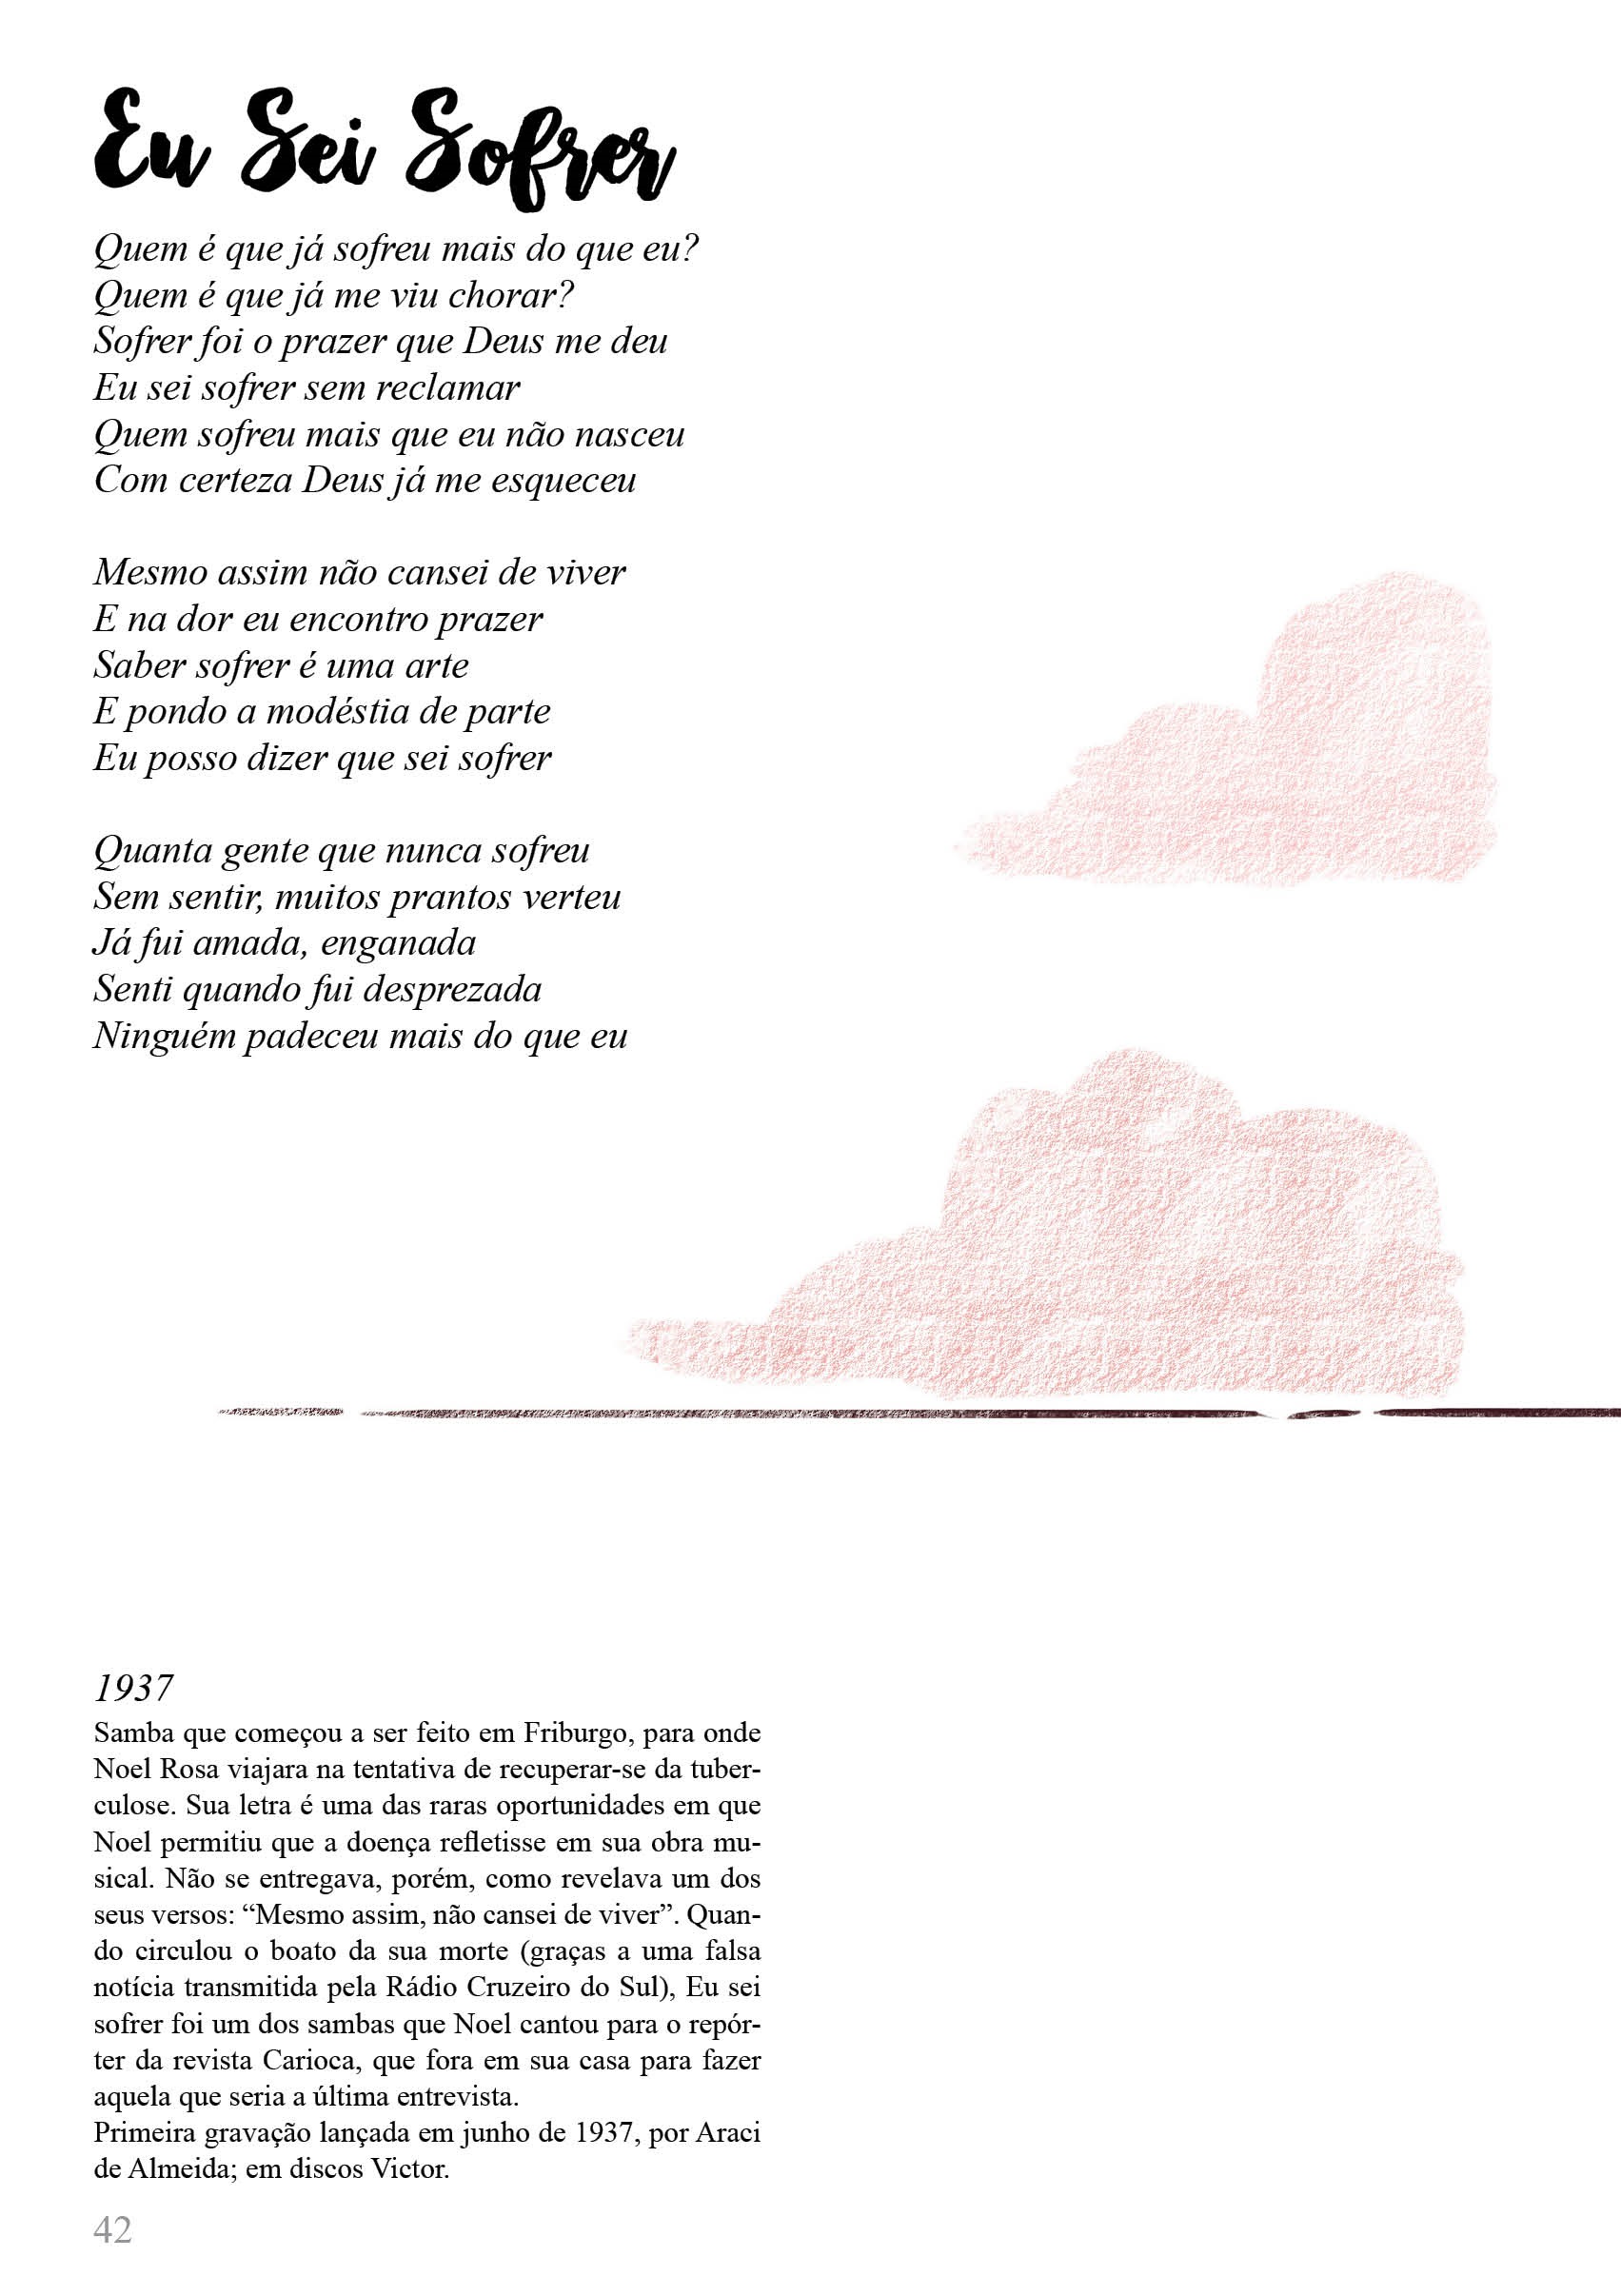 Eu Sei Sofrer
Quem é que já sofreu mais do que eu?
Quem é que já me viu chorar?
Sofrer foi o prazer que Deus me deu
Eu sei sofrer sem reclamar
Quem sofreu mais que eu não nasceu
Com certeza Deus já me esqueceu
Mesmo assim não cansei de viver
E na dor eu encontro prazer
Saber sofrer é uma arte
E pondo a modéstia de parte
Eu posso dizer que sei sofrer
Quanta gente que nunca sofreu
Sem sentir, muitos prantos verteu
Já fui amada, enganada
Senti quando fui desprezada
Ninguém padeceu mais do que eu
1937
Samba que começou a ser feito em Friburgo, para onde
Noel Rosa viajara na tentativa de recuperar-se da tuber-
culose. Sua letra é uma das raras oportunidades em que
Noel permitiu que a doença refletisse em sua obra mu-
sical. Não se entregava, porém, como revelava um dos
seus versos: “Mesmo assim, não cansei de viver”. Quan-
do circulou o boato da sua morte (graças a uma falsa
notícia transmitida pela Rádio Cruzeiro do Sul), Eu sei
sofrer foi um dos sambas que Noel cantou para o repór-
ter da revista Carioca, que fora em sua casa para fazer
aquela que seria a última entrevista.
Primeira gravação lançada em junho de 1937, por Araci
de Almeida; em discos Victor.
42